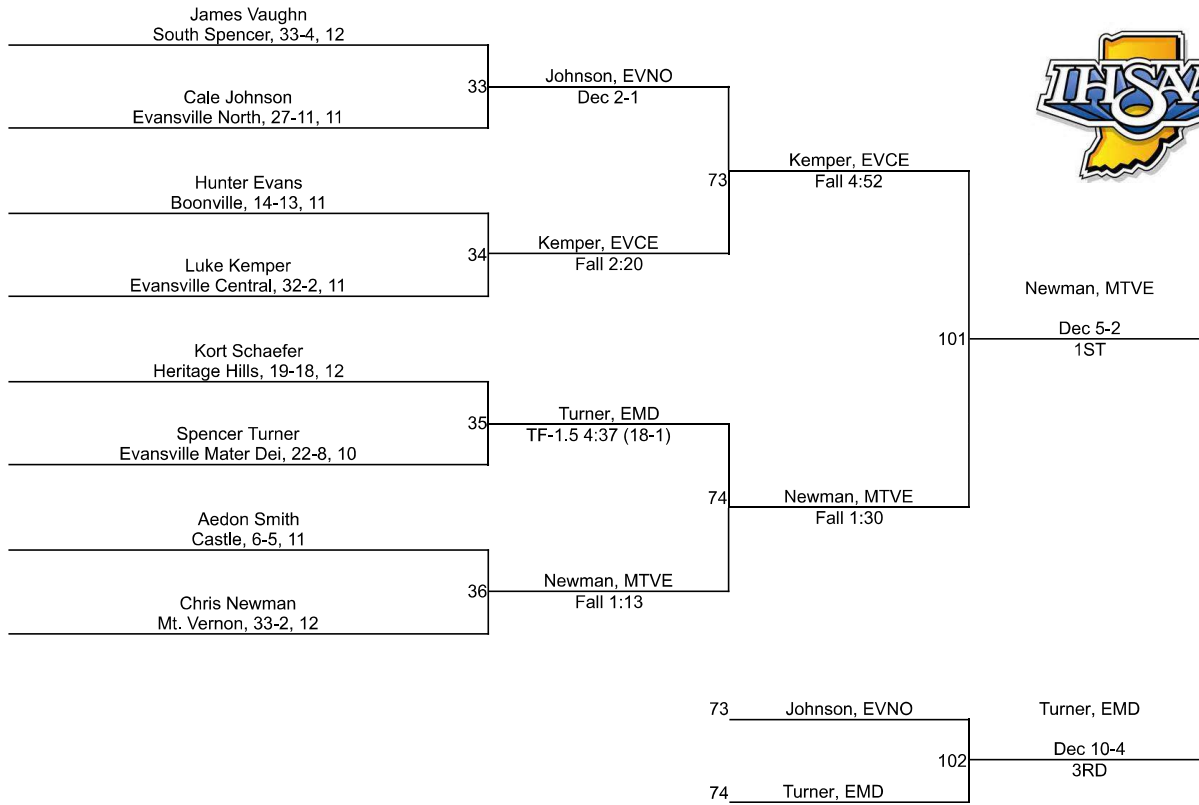 James Vaughn
South Spencer, 33-4, 12
33
Cale Johnson
Evansville North, 27-11, 11
Johnson, EVNO
Dec 2-1
Hunter Evans
Boonville, 14-13, 11
34
Luke Kemper
Evansville Central, 32-2, 11
Kemper, EVCE
Fall 2:20
73
Kemper, EVCE
Fall 4:52
Kort Schaefer
Heritage Hills, 19-18, 12
35
Spencer Turner
Evansville Mater Dei, 22-8, 10
Turner, EMD
TF-1.5 4:37 (18-1)
Aedon Smith
Castle, 6-5, 11
36
Chris Newman
Mt. Vernon, 33-2, 12
Newman, MTVE
Fall 1:13
74
Newman, MTVE
Fall 1:30
101
Newman, MTVE
Dec 5-2
1ST
IHSAA
73
Johnson, EVNO
74
Turner, EMD
102
Turner, EMD
Dec 10-4
3RD